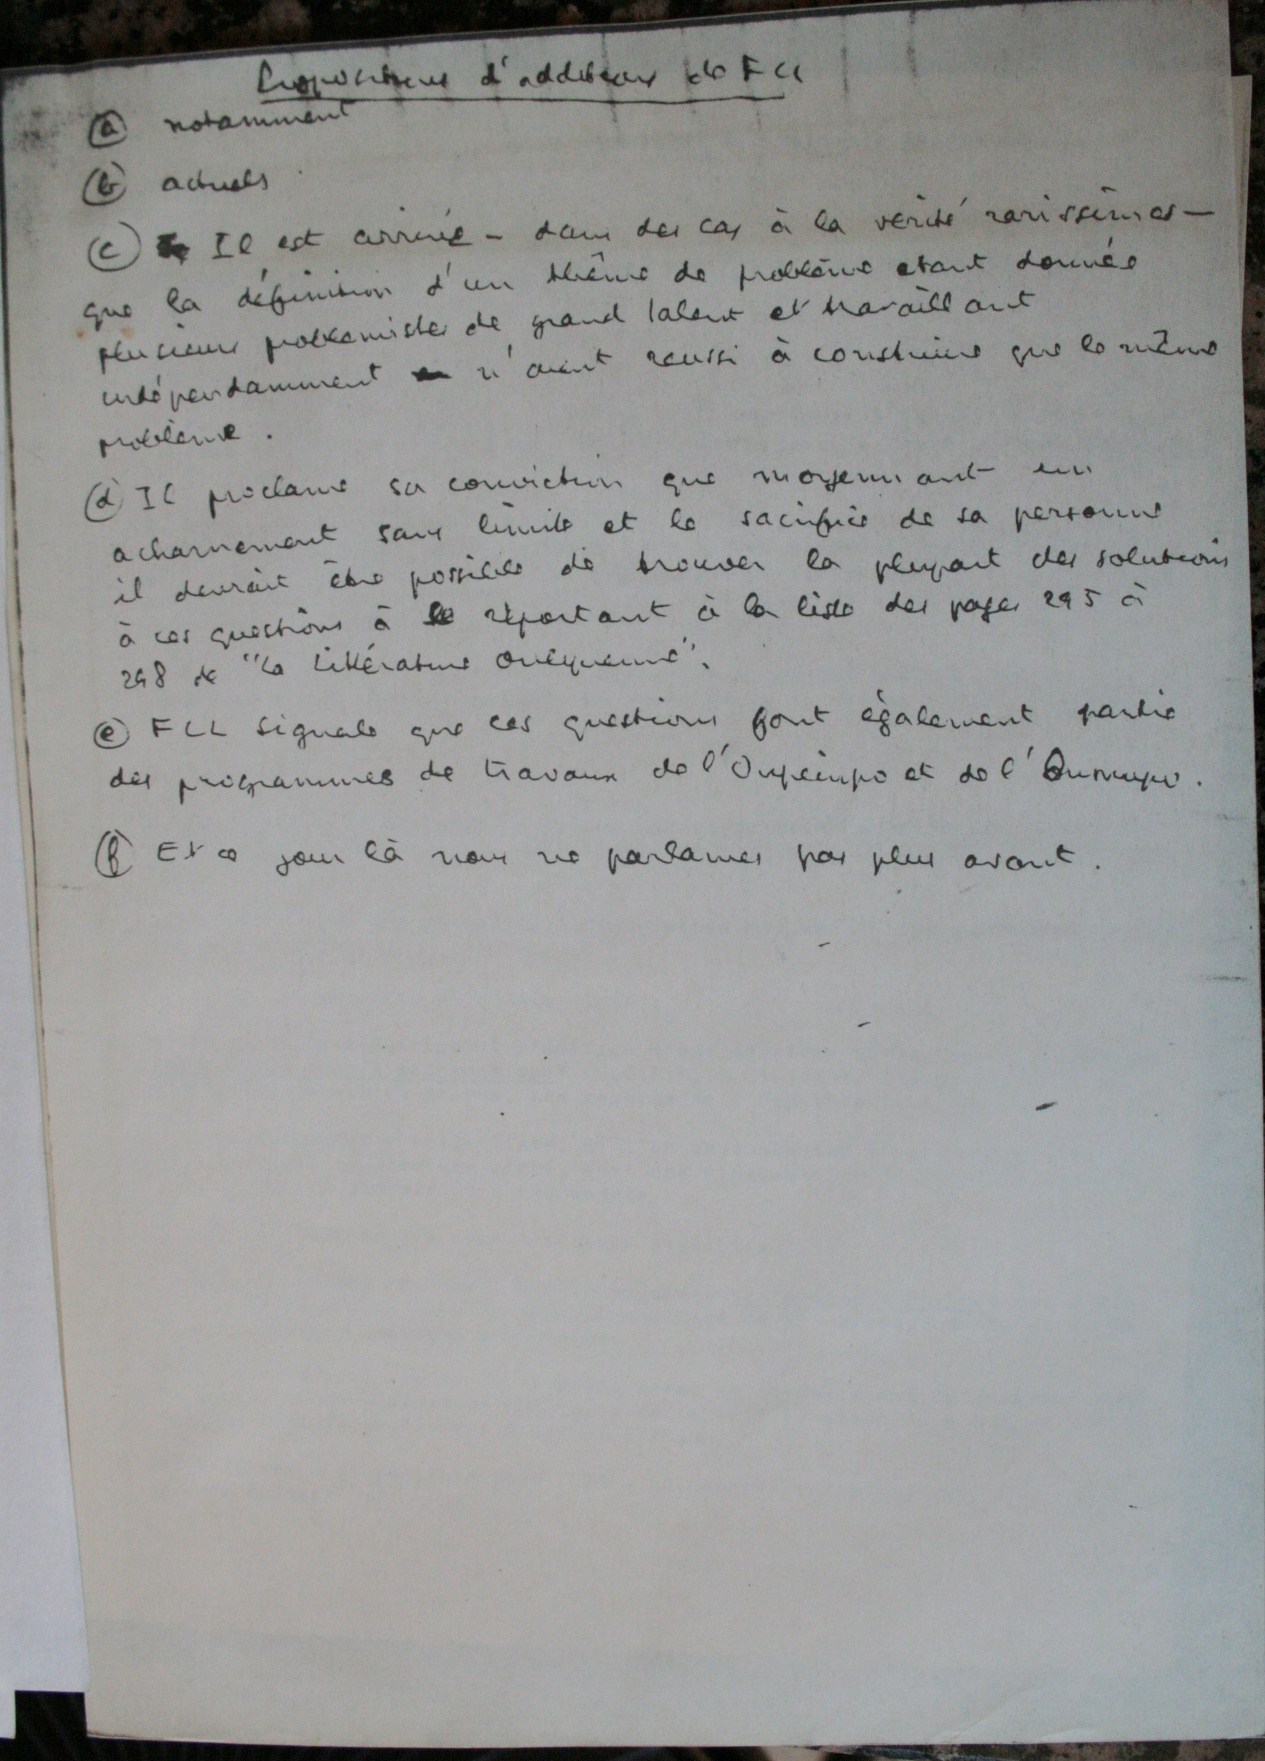 Propositions d'additions de FLL
(a) notamment
(b) actuels
(c) Il est arrivé – dans des cas à la vérité rarissimes –
que la définition d'un thème de problème étant donnée
plusieurs problémistes de grand talent et travaillant
indépendamment n'aient réussi à construire que le même
problème.
(d) Il proclame sa conviction que moyennant un
acharnement sans limite et le sacrifice de sa personne
il devrait être possible de trouver la plupart des solutions
à ces questions à se reportant à la liste des pages 295 à
298 de "la Littérature Oulipienne".
(e) FLL signale que ces questions font également partie
des programmes de travaux de l'Oupeinpo et de l'Oumupo.
(f) Et ce jour là nous ne parlames pas plus avant.